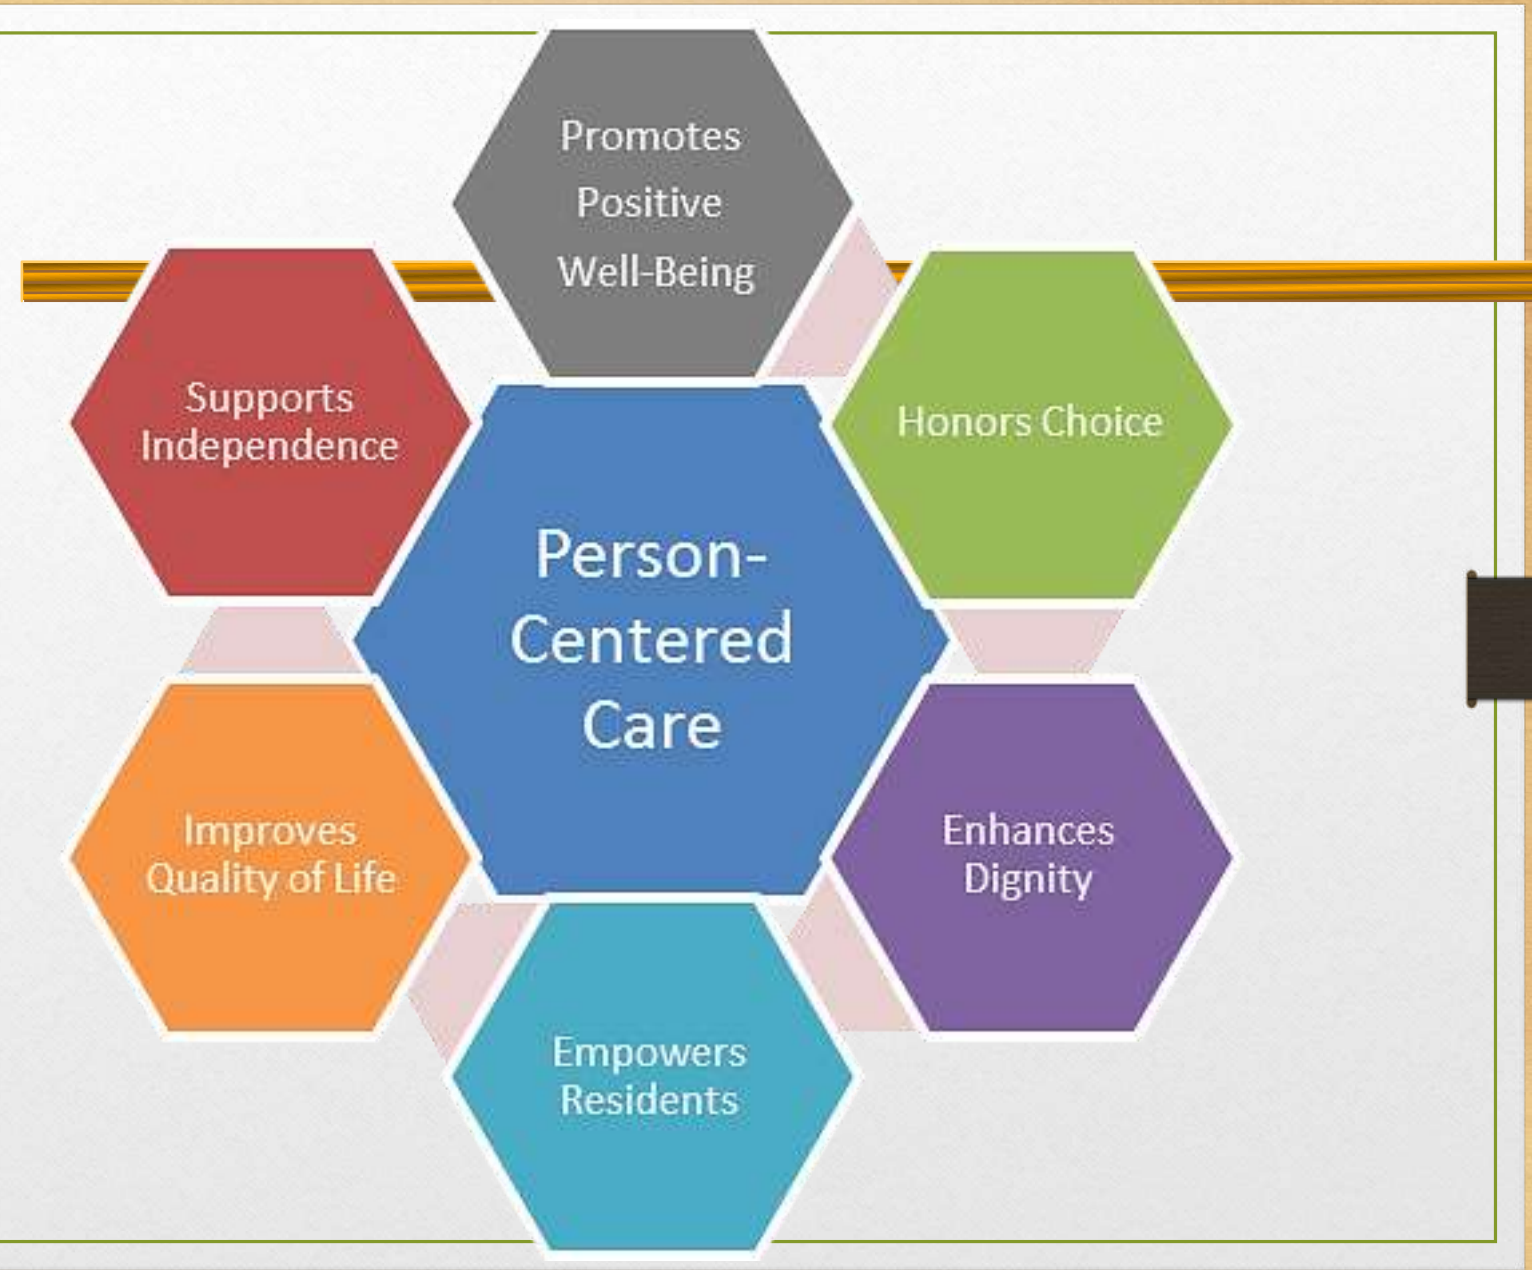 Promotes
Positive
Well-Being
Supports
Independence
Honors Choice
Person-
Centered
Care
Improves
Quality of Life
Enhances
Dignity
Empowers
Residents